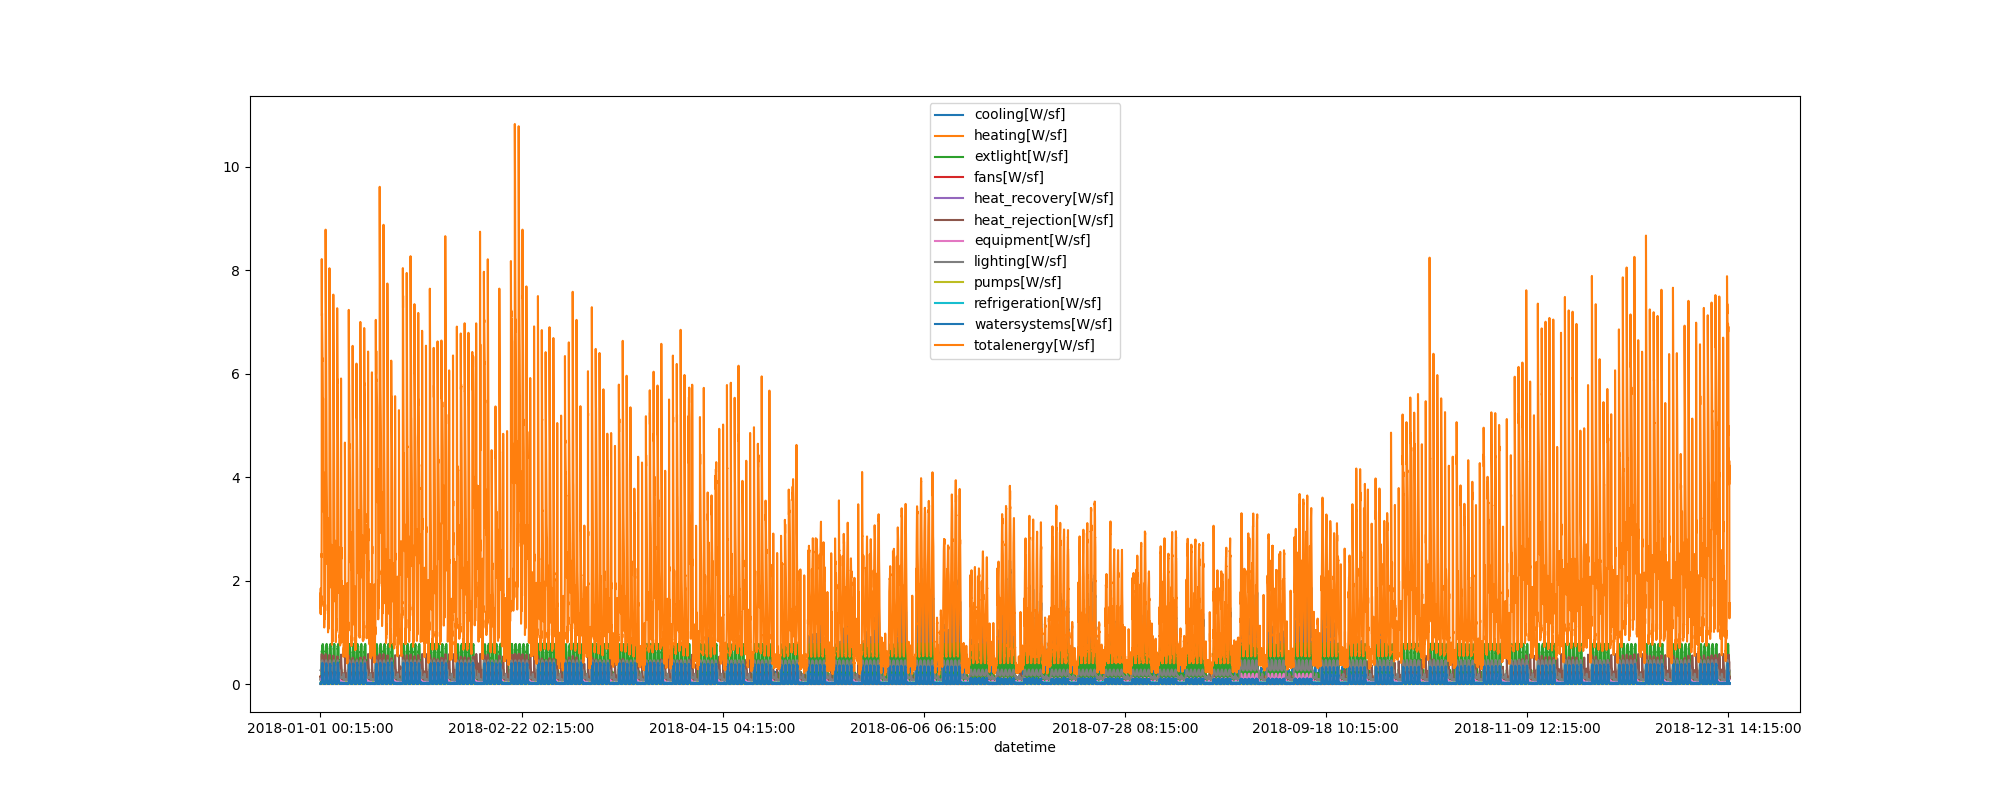 cooling[W/sf]
heating[W/sf]
extlight[W/sf]
fans[W/sf]
heat_recovery[W/sf]
heat_rejection[W/sf]
equipment[W/sf]
lighting[W/sf]
pumps[W/sf]
refrigeration[W/sf]
watersystems[W/sf]
totalenergy[W/sf]
10
8
6
4
2
0
2018-01-01 00:15:00 2018-02-22 02:15:00 2018-04-15 04:15:00 2018-06-06 06:15:00 2018-07-28 08:15:00 2018-09-18 10:15:00 2018-11-09 12:15:00 2018-12-31 14:15:00
datetime